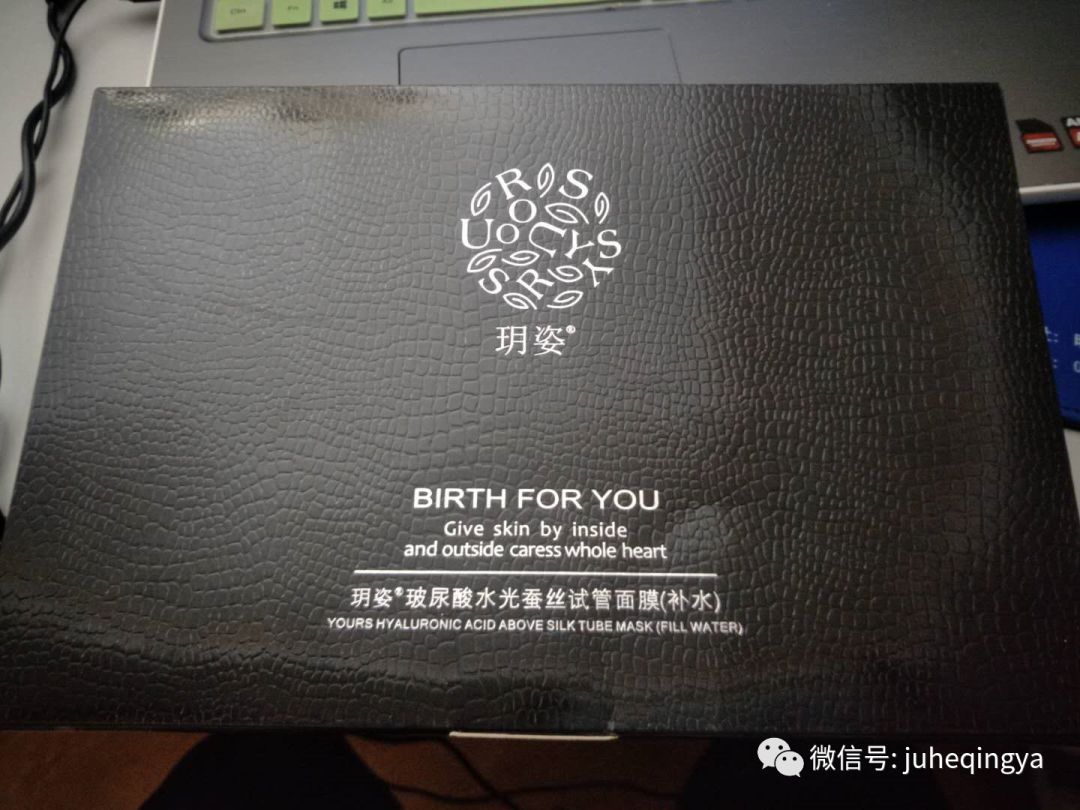 Ctrl
Fn
玥姿®
BIRTH FOR YOU
Give skin by inside
and outside caress whole heart
玥姿®玻尿酸水光蚕丝试管面膜(补水)
YOURS HYALURONIC ACID ABOVE SILK TUBE MASK (FILL WATER)
微信号: juheqingya